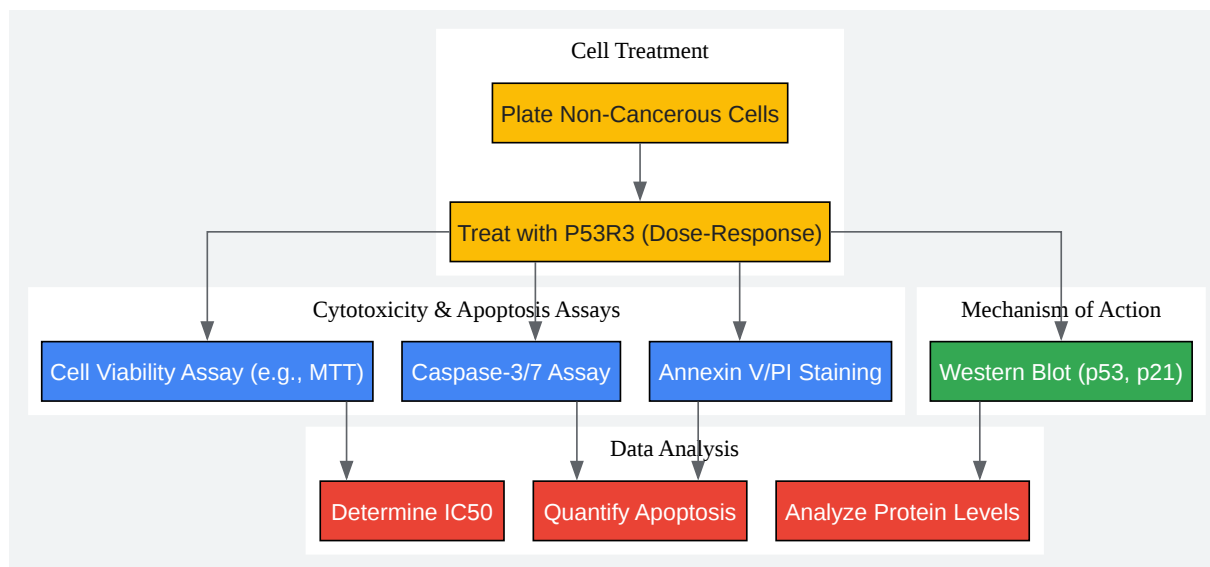 Cell Treatment
Plate Non-Cancerous Cells
Treat with P53R3 (Dose-Response)
Cytotoxicity & Apoptosis Assays
Mechanism of Action
Cell Viability Assay (e.g., MTT)
Caspase-3/7 Assay
Annexin V/PI Staining
Western Blot (p53, p21)
Data Analysis
Determine IC50
Quantify Apoptosis
Analyze Protein Levels